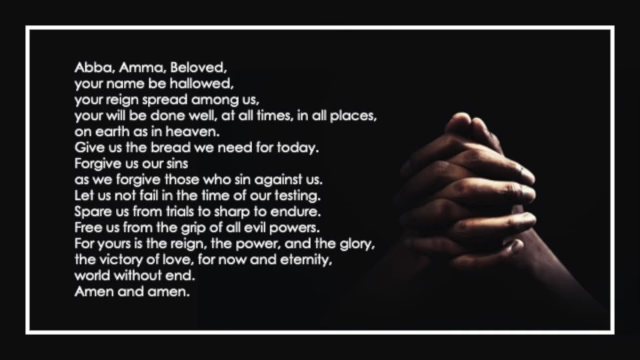 Abba, Amma, Beloved,
your name be hallowed,
your reign spread among us,
your will be done well, at all times, in all places,
on earth as in heaven.
Give us the bread we need for today.
Forgive us our sins
as we forgive those who sin against us.
Let us not fail in the time of our testing.
Spare us from trials to sharp to endure.
Free us from the grip of all evil powers.
For yours is the reign, the power, and the glory,
the victory of love, for now and eternity,
world without end.
Amen and amen.